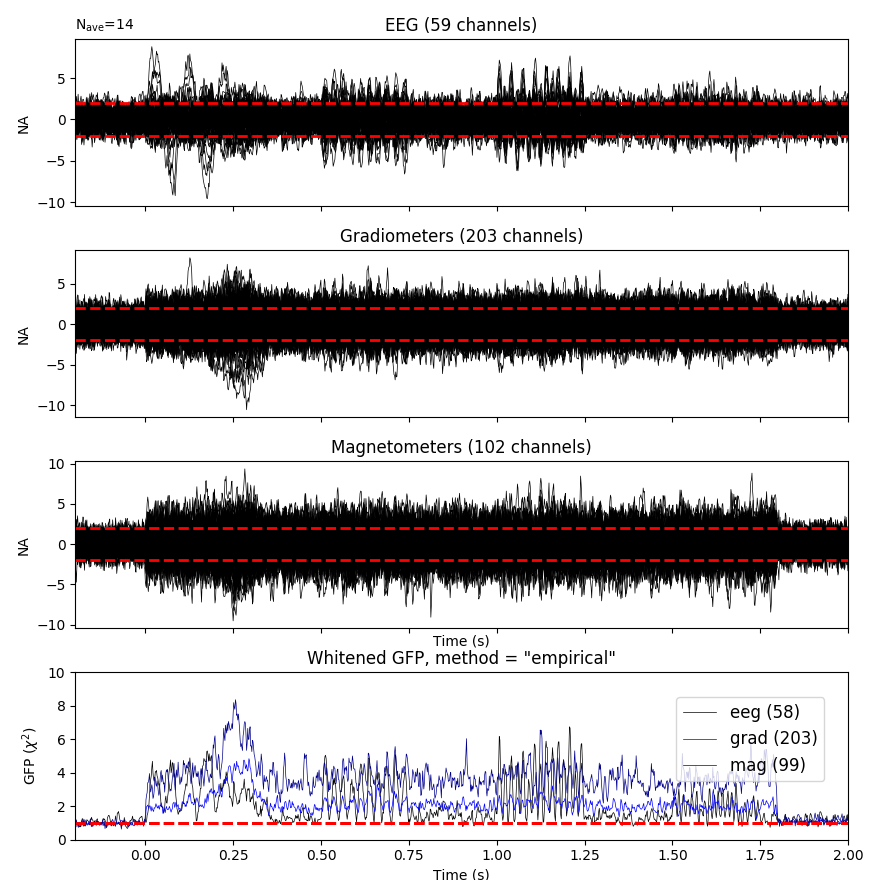 N_ave=14
EEG (59 channels)
5
0
−5
−10
NA
Gradiometers (203 channels)
5
0
−5
−10
NA
Magnetometers (102 channels)
10
5
0
−5
−10
NA
Time (s)
Whitened GFP, method = "empirical"
10
8
6
4
2
0
GFP (χ²)
eeg (58)
grad (203)
mag (99)
0.00 0.25 0.50 0.75 1.00 1.25 1.50 1.75 2.00
Time (s)